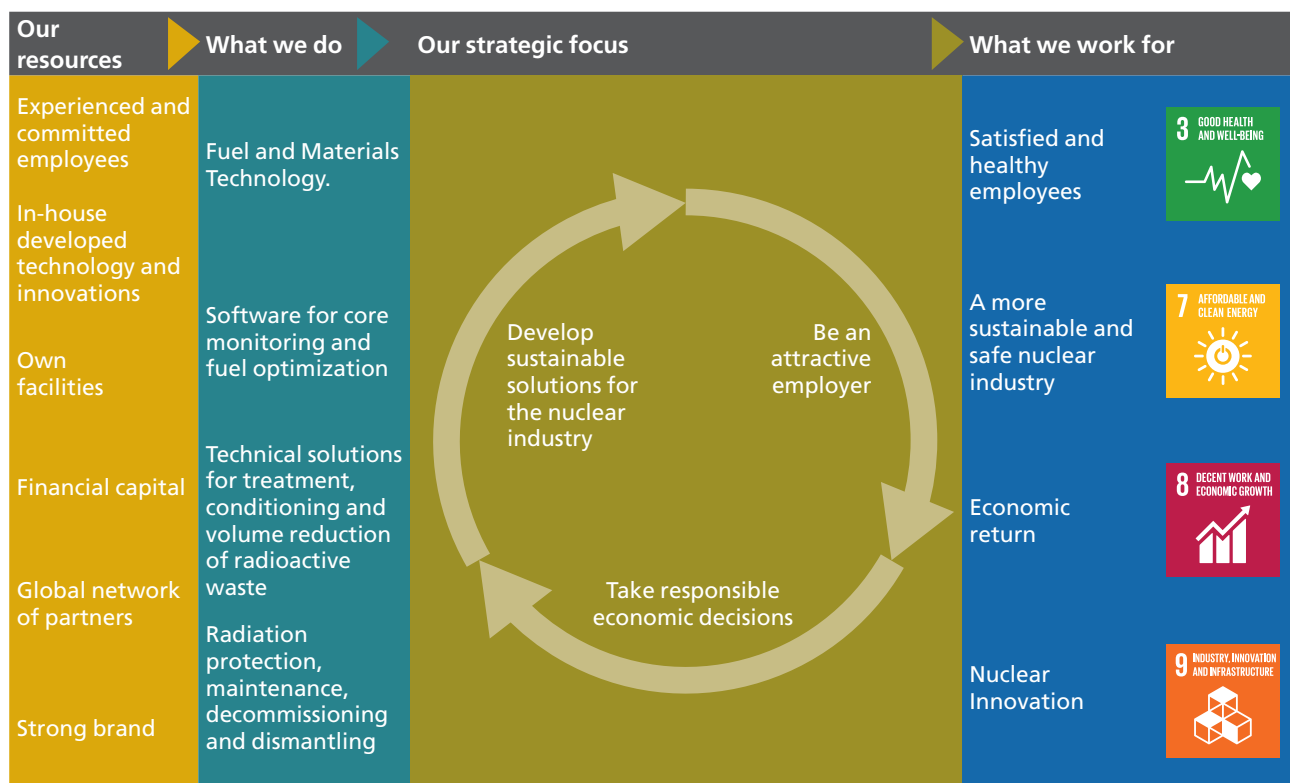 Our
resources
What we do
Our strategic focus
What we work for
Experienced and
committed
employees
In-house
developed
technology and
innovations
Own
facilities
Financial capital
Global network
of partners
Strong brand
Fuel and Materials
Technology.
Software for core
monitoring and
fuel optimization
Technical solutions
for treatment,
conditioning and
volume reduction
of radioactive
waste
Radiation
protection,
maintenance,
decommissioning
and dismantling
Develop
sustainable
solutions for
the nuclear
industry
Be an
attractive
employer
Take responsible
economic decisions
Satisfied and
healthy
employees
3 GOOD HEALTH
AND WELL-BEING
A more
sustainable and
safe nuclear
industry
7 AFFORDABLE AND
CLEAN ENERGY
Economic
return
8 DECENT WORK AND
ECONOMIC GROWTH
Nuclear
Innovation
9 INDUSTRY, INNOVATION
AND INFRASTRUCTURE